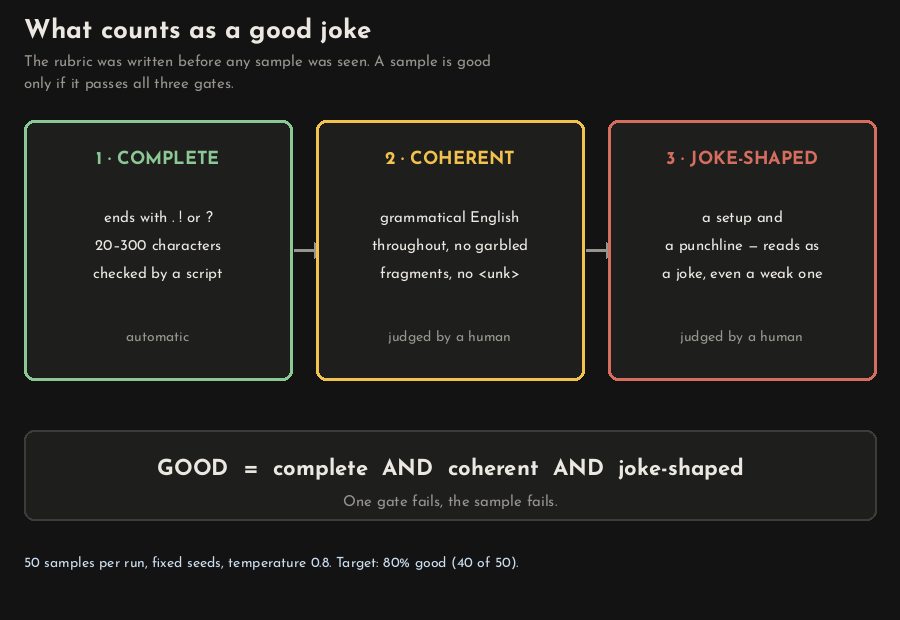 What counts as a good joke
The rubric was written before any sample was seen. A sample is good
only if it passes all three gates.
1 · COMPLETE
ends with . ! or ?
20–300 characters
checked by a script
automatic
2 · COHERENT
grammatical English
throughout, no garbled
fragments, no <unk>
judged by a human
3 · JOKE-SHAPED
a setup and
a punchline — reads as
a joke, even a weak one
judged by a human
GOOD = complete AND coherent AND joke-shaped
One gate fails, the sample fails.
50 samples per run, fixed seeds, temperature 0.8. Target: 80% good (40 of 50).